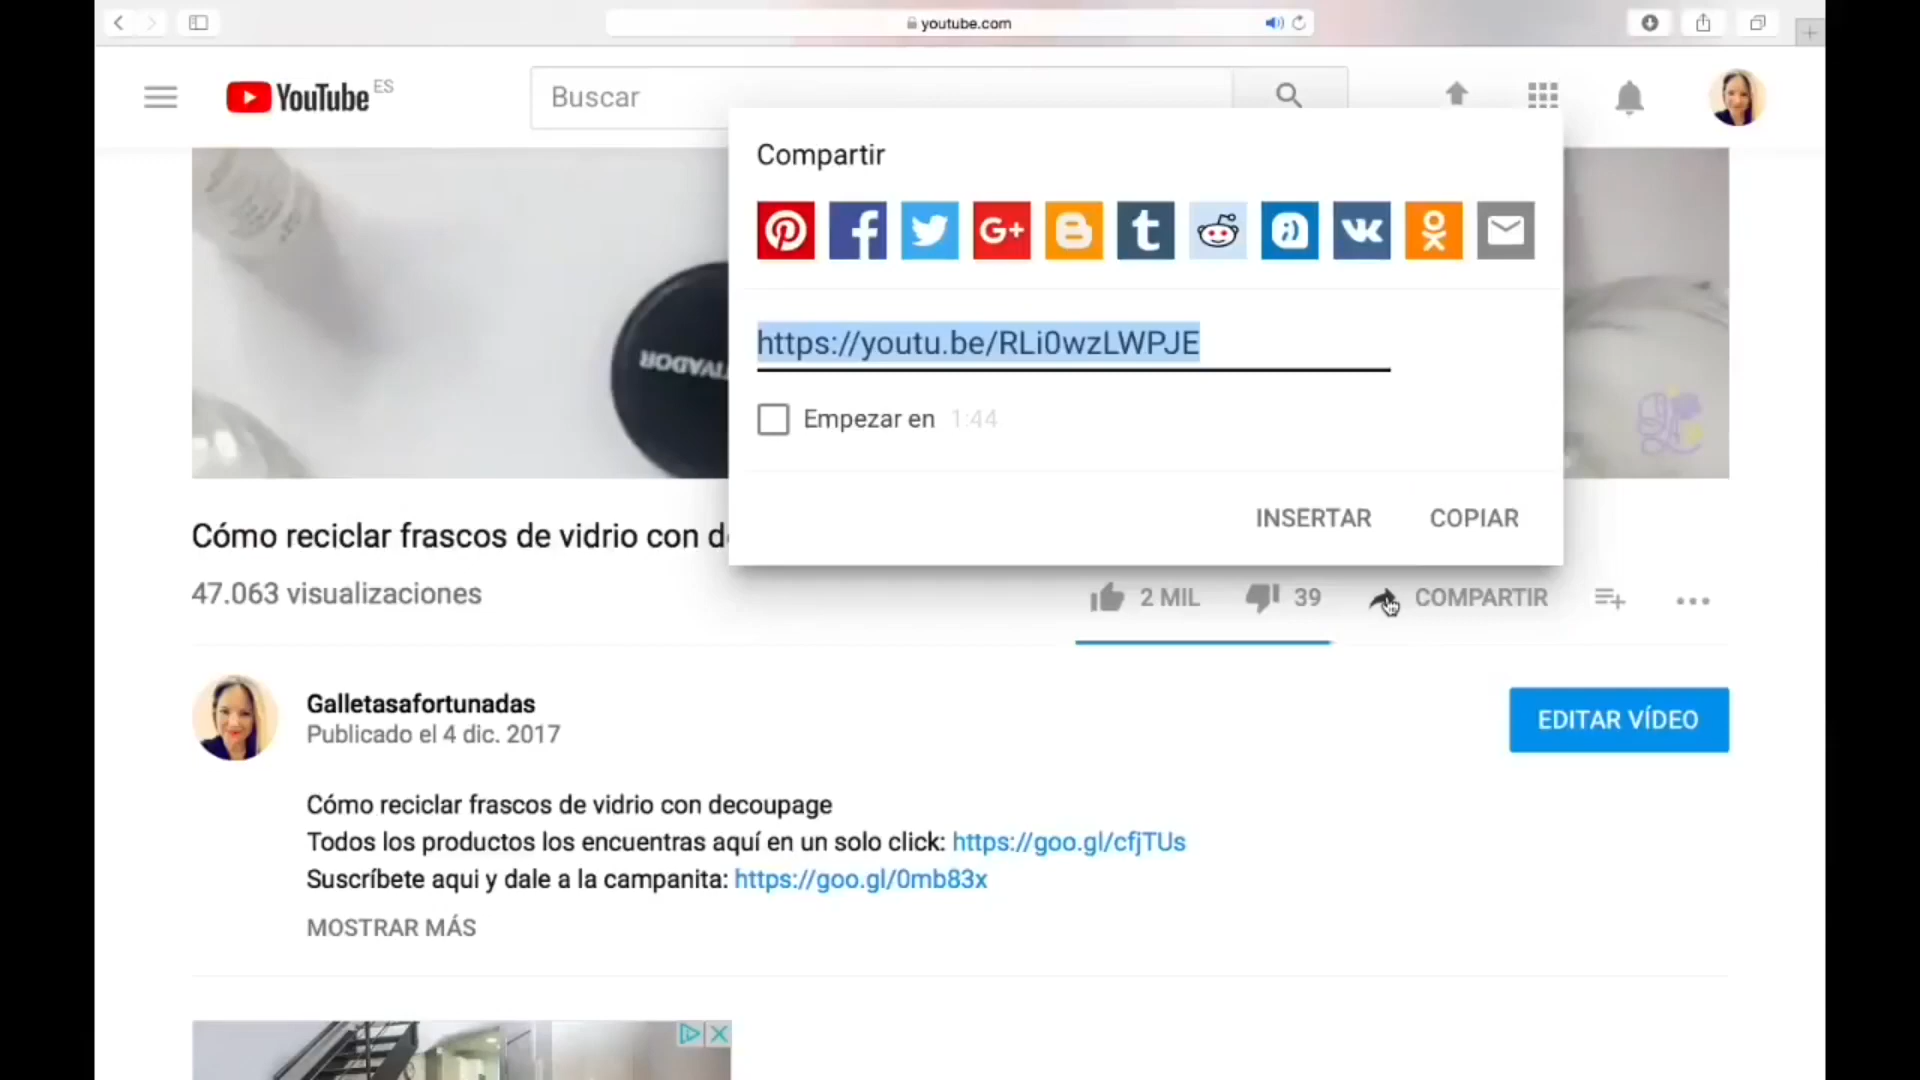 youtube.com
YouTube ES
Buscar
Compartir
G+
https://youtu.be/RLi0wzLWPJE
Empezar en 1:44
INSERTAR COPIAR
Cómo reciclar frascos de vidrio con
47.063 visualizaciones
2 MIL 39 COMPARTIR
Galletasafortunadas
Publicado el 4 dic. 2017
EDITAR VÍDEO
Cómo reciclar frascos de vidrio con decoupage
Todos los productos los encuentras aquí en un solo click: https://goo.gl/cfjTUs
Suscríbete aqui y dale a la campanita: https://goo.gl/0mb83x
MOSTRAR MÁS